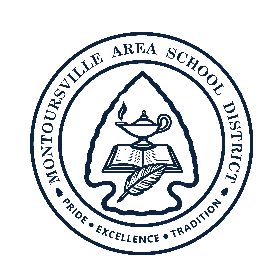 MONTOURSVILLE AREA SCHOOL DISTRICT
PRIDE • EXCELLENCE • TRADITION